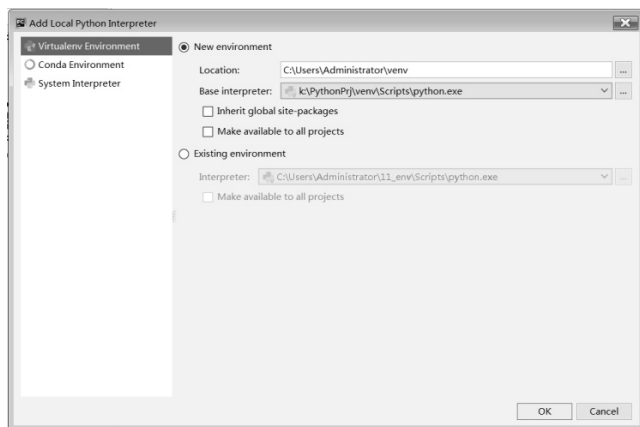 Add Local Python Interpreter
Virtualenv Environment
Conda Environment
System Interpreter
New environment
Location: C:\Users\Administrator\venv ...
Base interpreter: k:\PythonPrj\venv\Scripts\python.exe ...
Inherit global site-packages
Make available to all projects
Existing environment
Interpreter: C:\Users\Administrator\11_env\Scripts\python.exe ...
Make available to all projects
OK Cancel